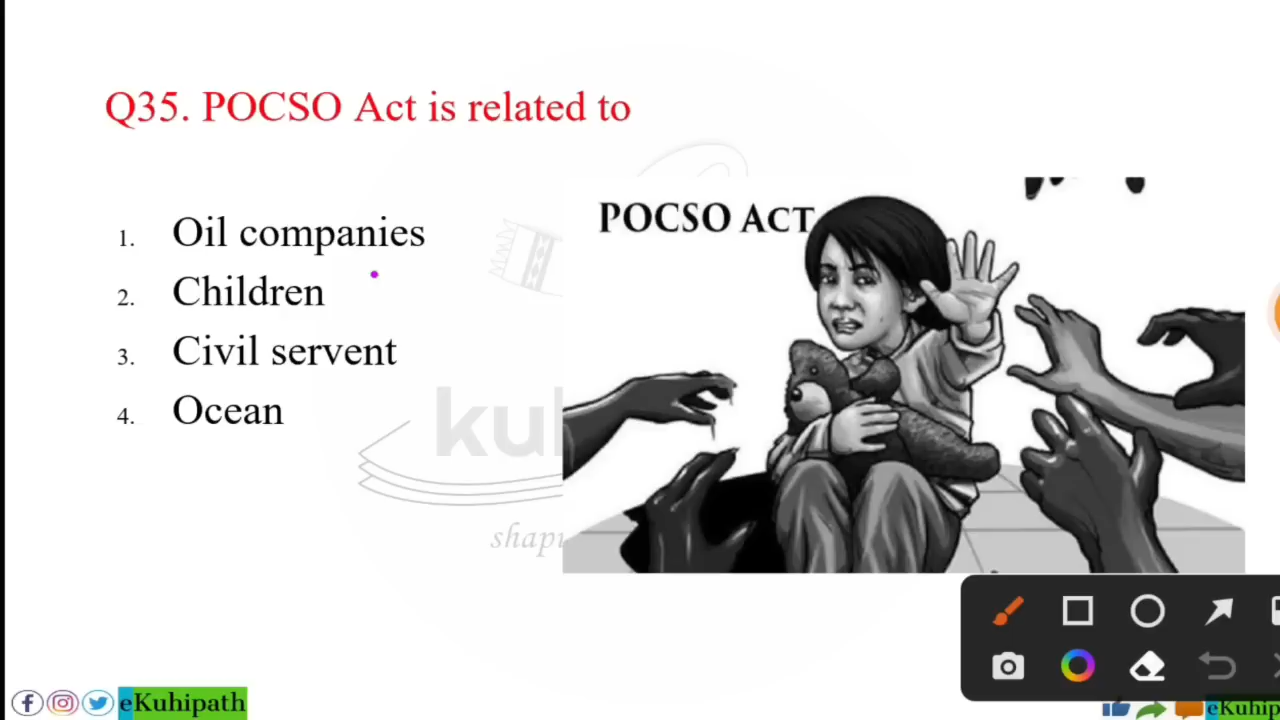 Q35. POCSO Act is related to
1. Oil companies
2. Children
3. Civil servent
4. Ocean
POCSO ACT
eKuhipath